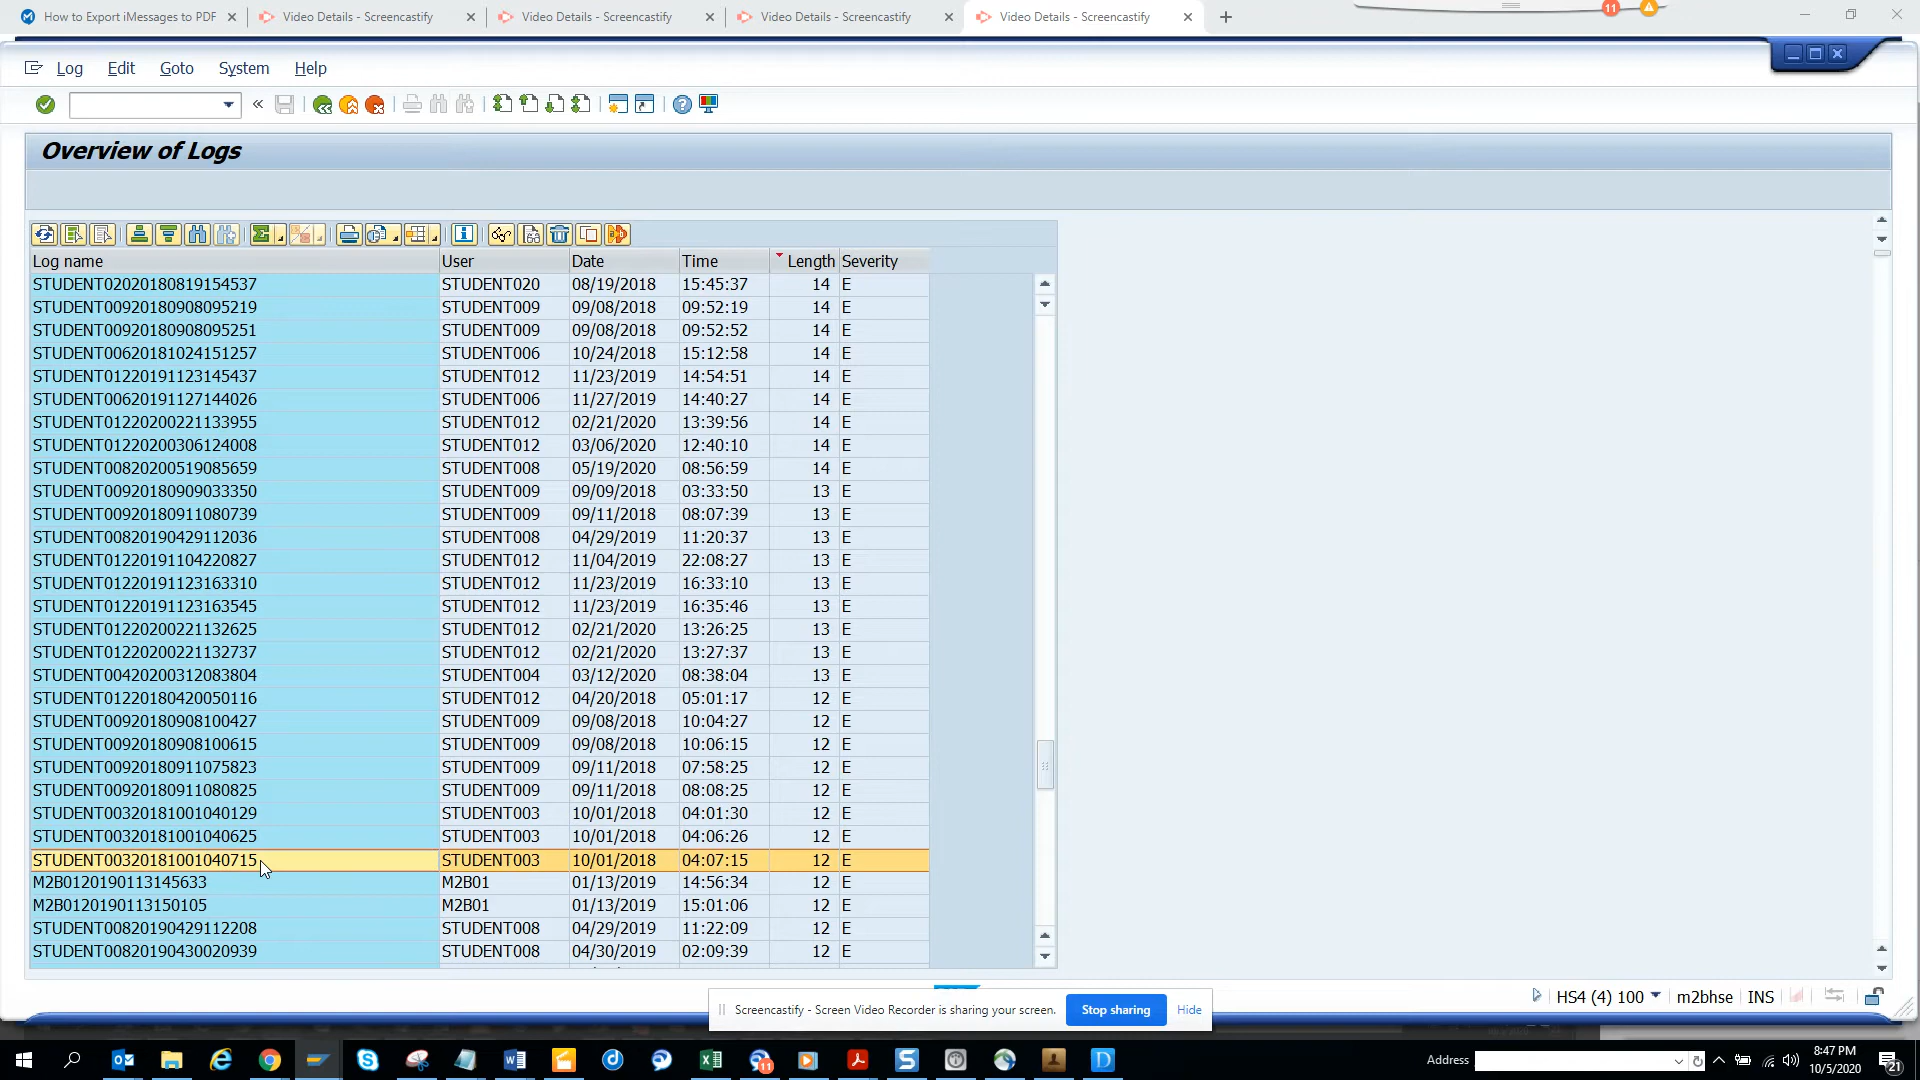 How to Export iMessages to PDF
Video Details - Screencastify
Video Details - Screencastify
Video Details - Screencastify
Video Details - Screencastify
11
Log Edit Goto System Help
Overview of Logs
Log name User Date Time Length Severity
STUDENT02020180819154537 STUDENT020 08/19/2018 15:45:37 14 E
STUDENT00920180908095219 STUDENT009 09/08/2018 09:52:19 14 E
STUDENT00920180908095251 STUDENT009 09/08/2018 09:52:52 14 E
STUDENT00620181024151257 STUDENT006 10/24/2018 15:12:58 14 E
STUDENT01220191123145437 STUDENT012 11/23/2019 14:54:51 14 E
STUDENT00620191127144026 STUDENT006 11/27/2019 14:40:27 14 E
STUDENT01220200221133955 STUDENT012 02/21/2020 13:39:56 14 E
STUDENT01220200306124008 STUDENT012 03/06/2020 12:40:10 14 E
STUDENT00820200519085659 STUDENT008 05/19/2020 08:56:59 14 E
STUDENT00920180909033350 STUDENT009 09/09/2018 03:33:50 13 E
STUDENT00920180911080739 STUDENT009 09/11/2018 08:07:39 13 E
STUDENT00820190429112036 STUDENT008 04/29/2019 11:20:37 13 E
STUDENT01220191104220827 STUDENT012 11/04/2019 22:08:27 13 E
STUDENT01220191123163310 STUDENT012 11/23/2019 16:33:10 13 E
STUDENT01220191123163545 STUDENT012 11/23/2019 16:35:46 13 E
STUDENT01220200221132625 STUDENT012 02/21/2020 13:26:25 13 E
STUDENT01220200221132737 STUDENT012 02/21/2020 13:27:37 13 E
STUDENT00420200312083804 STUDENT004 03/12/2020 08:38:04 13 E
STUDENT01220180420050116 STUDENT012 04/20/2018 05:01:17 12 E
STUDENT00920180908100427 STUDENT009 09/08/2018 10:04:27 12 E
STUDENT00920180908100615 STUDENT009 09/08/2018 10:06:15 12 E
STUDENT00920180911075823 STUDENT009 09/11/2018 07:58:25 12 E
STUDENT00920180911080825 STUDENT009 09/11/2018 08:08:25 12 E
STUDENT00320181001040129 STUDENT003 10/01/2018 04:01:30 12 E
STUDENT00320181001040625 STUDENT003 10/01/2018 04:06:26 12 E
STUDENT00320181001040715 STUDENT003 10/01/2018 04:07:15 12 E
M2B0120190113145633 M2B01 01/13/2019 14:56:34 12 E
M2B0120190113150105 M2B01 01/13/2019 15:01:06 12 E
STUDENT00820190429112208 STUDENT008 04/29/2019 11:22:09 12 E
STUDENT00820190430020939 STUDENT008 04/30/2019 02:09:39 12 E
HS4 (4) 100 m2bhse INS
Screencastify - Screen Video Recorder is sharing your screen. Stop sharing Hide
11
Address
8:47 PM
10/5/2020
21